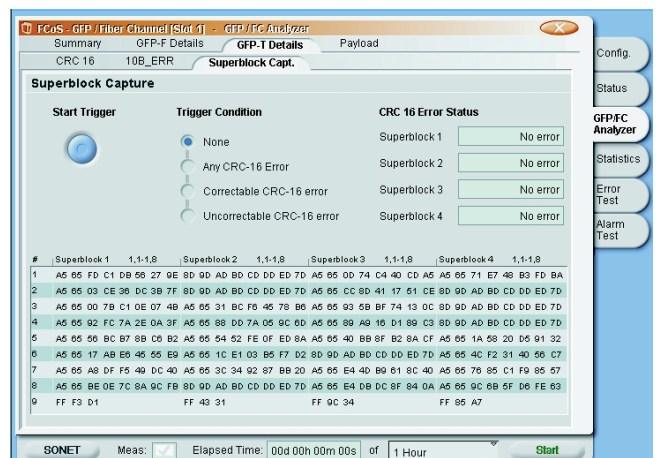 FCoS - GFP / Fiber Channel [Slot 1] - GFP / FC Analyzer
Summary GFP-F Details GFP-T Details Payload
CRC 16 10B_ERR Superblock Capt.
Superblock Capture
Start Trigger Trigger Condition CRC 16 Error Status
None
Any CRC-16 Error
Correctable CRC-16 error
Uncorrectable CRC-16 error
Superblock 1 No error
Superblock 2 No error
Superblock 3 No error
Superblock 4 No error
# Superblock 1 1,1-1,8 Superblock 2 1,1-1,8 Superblock 3 1,1-1,8 Superblock 4 1,1-1,8
1 A5 65 FD C1 DB 56 27 9E 8D 9D AD BD CD DD ED 7D A5 65 0D 74 C4 40 CD A5 A5 65 71 E7 48 B3 FD BA
2 A5 65 03 CE 36 DC 3B 7F 8D 9D AD BD CD DD ED 7D A5 65 CC 8D 41 17 51 CE 8D 9D AD BD CD DD ED 7D
3 A5 65 00 7B C1 0E 07 4B A5 65 31 BC F6 45 78 B6 A5 65 93 5B BF 74 13 0C 8D 9D AD BD CD DD ED 7D
4 A5 65 92 FC 7A 2E 0A 3F A5 65 88 DD 7A 05 9C 6D A5 65 89 A9 16 D1 89 C3 8D 9D AD BD CD DD ED 7D
5 A5 65 56 BC B7 8B C6 B2 A5 65 54 52 FE 0F ED 8A A5 65 40 BB 8F B2 8A CF A5 65 1A 58 20 D5 91 32
6 A5 65 17 AB E6 45 55 E9 A5 65 1C E1 03 B5 F7 D2 8D 9D AD BD CD DD ED 7D A5 65 4C F2 31 40 56 C7
7 A5 65 A8 DF F5 49 DC 40 A5 65 3C 34 92 87 BB 20 A5 65 E4 4D B9 61 8C 40 A5 65 76 85 C1 F9 85 57
8 A5 65 BE 0E 7C 8A 9C FB 8D 9D AD BD CD DD ED 7D A5 65 E4 DB DC 8F 84 0A A5 65 9C 6B 5F D6 FE 63
9 FF F3 D1 FF 43 31 FF 9C 34 FF 85 A7
SONET Meas: Elapsed Time: 00d 00h 00m 00s of 1 Hour Start
Config.
Status
GFP/FC
Analyzer
Statistics
Error
Test
Alarm
Test